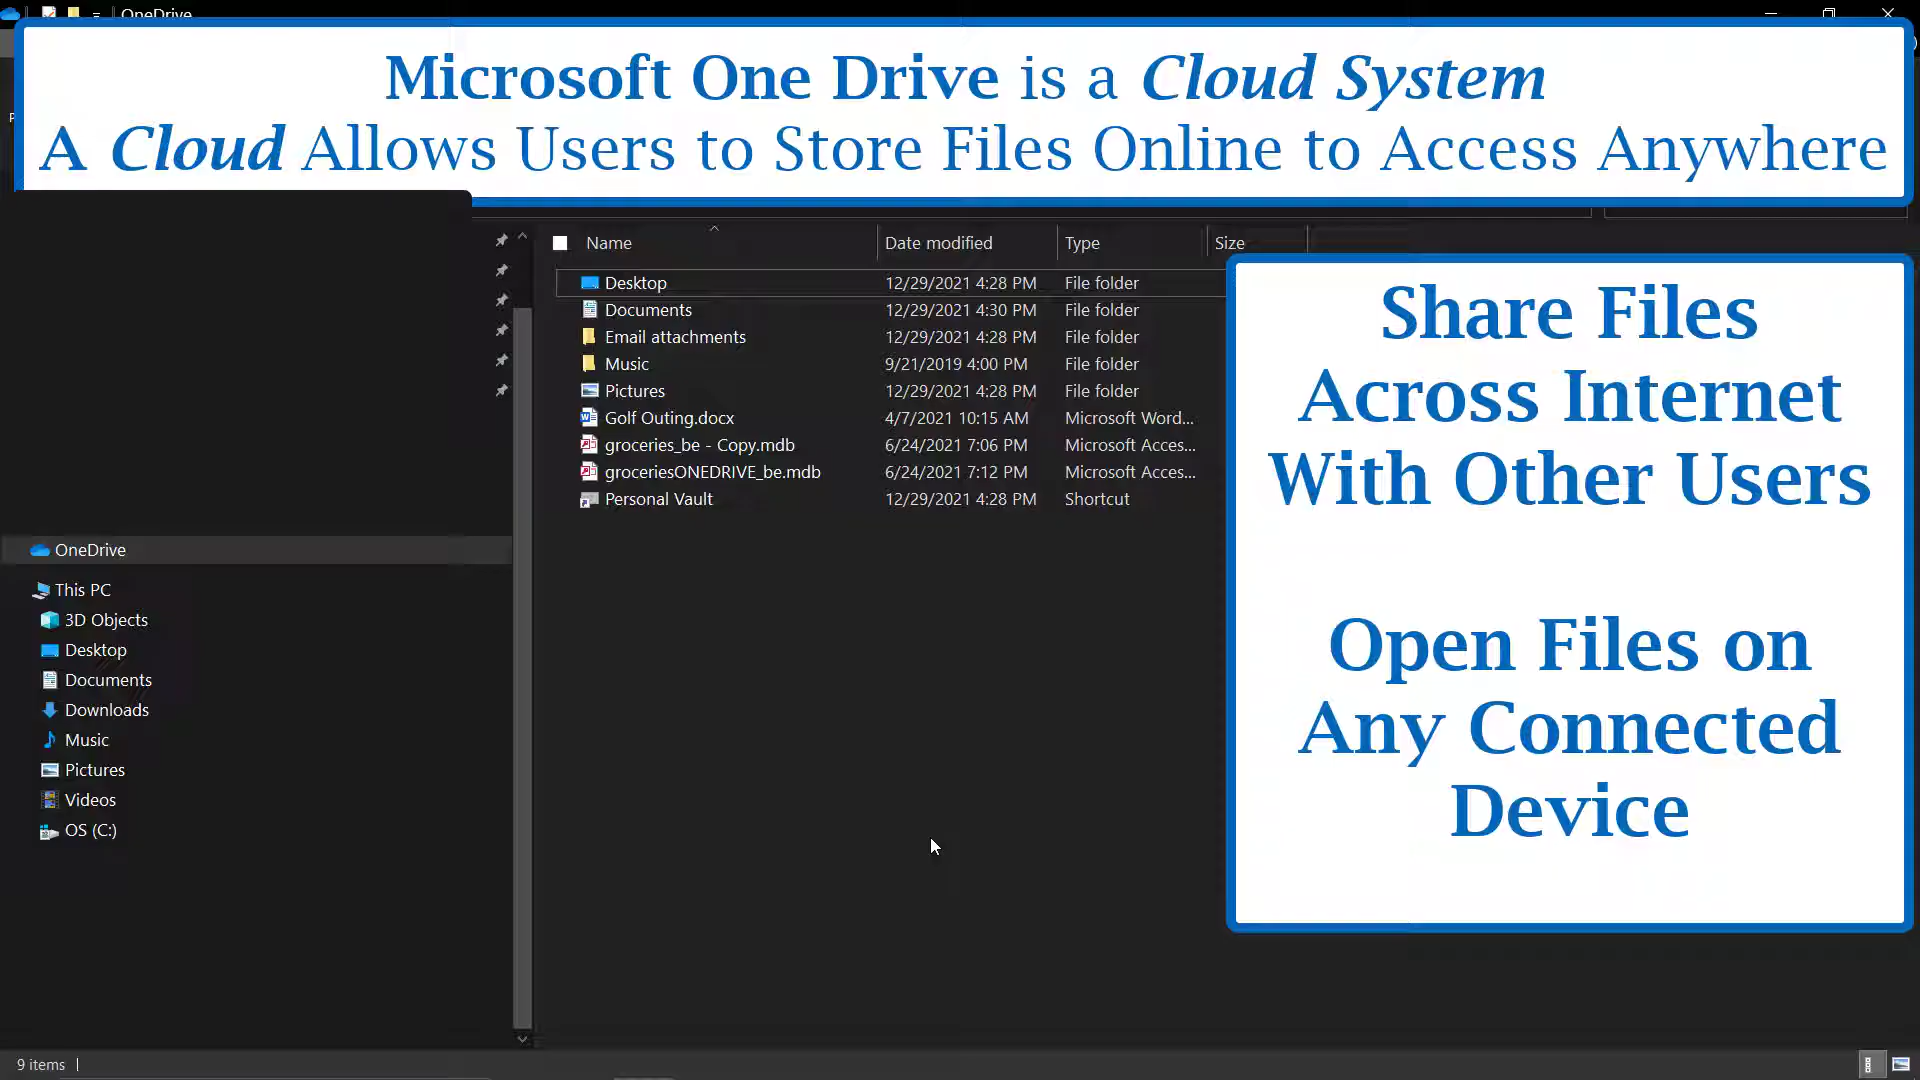 OneDrive
Microsoft One Drive is a Cloud System
A Cloud Allows Users to Store Files Online to Access Anywhere
Name Date modified Type Size
Desktop 12/29/2021 4:28 PM File folder
Documents 12/29/2021 4:30 PM File folder
Email attachments 12/29/2021 4:28 PM File folder
Music 9/21/2019 4:00 PM File folder
Pictures 12/29/2021 4:28 PM File folder
Golf Outing.docx 4/7/2021 10:15 AM Microsoft Word...
groceries_be - Copy.mdb 6/24/2021 7:06 PM Microsoft Acces...
groceriesONEDRIVE_be.mdb 6/24/2021 7:12 PM Microsoft Acces...
Personal Vault 12/29/2021 4:28 PM Shortcut
Share Files
Across Internet
With Other Users
Open Files on
Any Connected
Device
OneDrive
This PC
3D Objects
Desktop
Documents
Downloads
Music
Pictures
Videos
OS (C:)
9 items